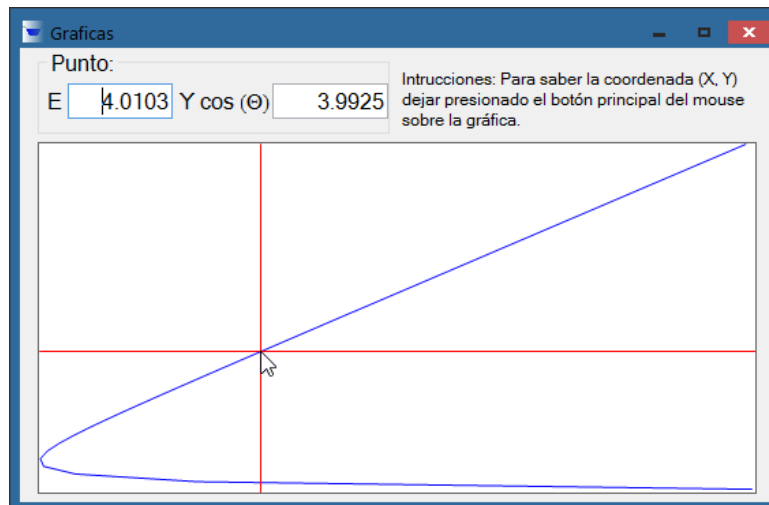 Graficas
Punto:
E 4.0103 Y cos (Θ) 3.9925
Intrucciones: Para saber la coordenada (X, Y)
dejar presionado el botón principal del mouse
sobre la gráfica.